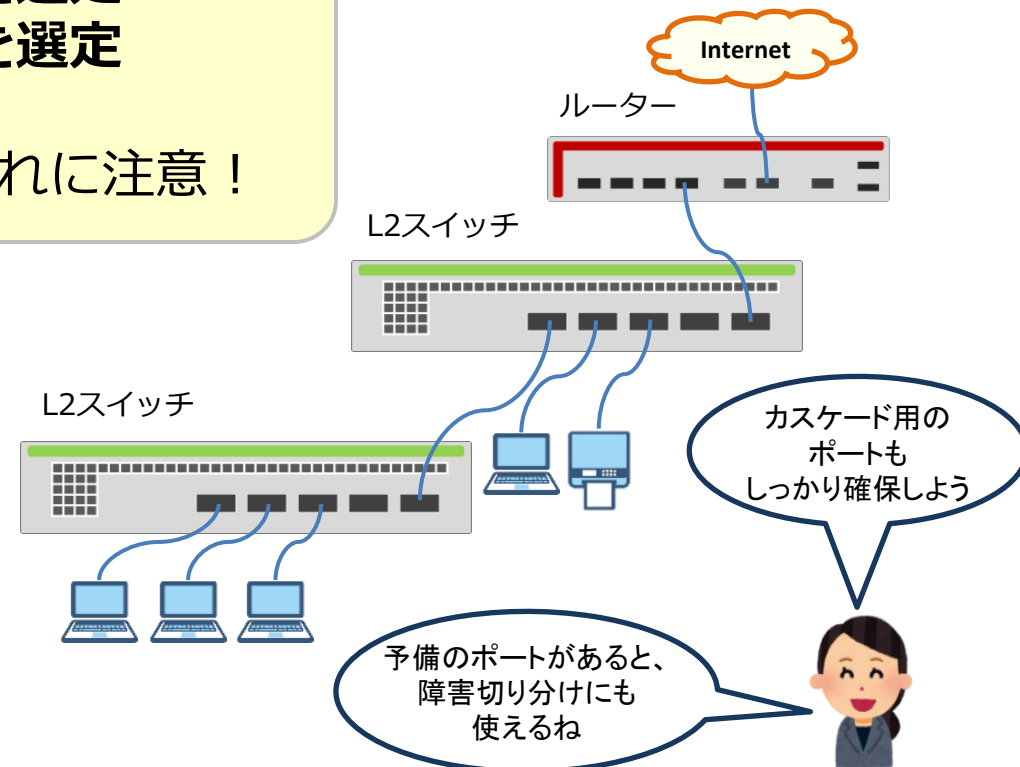 を選定
れに注意！
Internet
ルーター
L2スイッチ
L2スイッチ
カスケード用の
ポートも
しっかり確保しよう
予備のポートがあると、
障害切り分けにも
使えるね